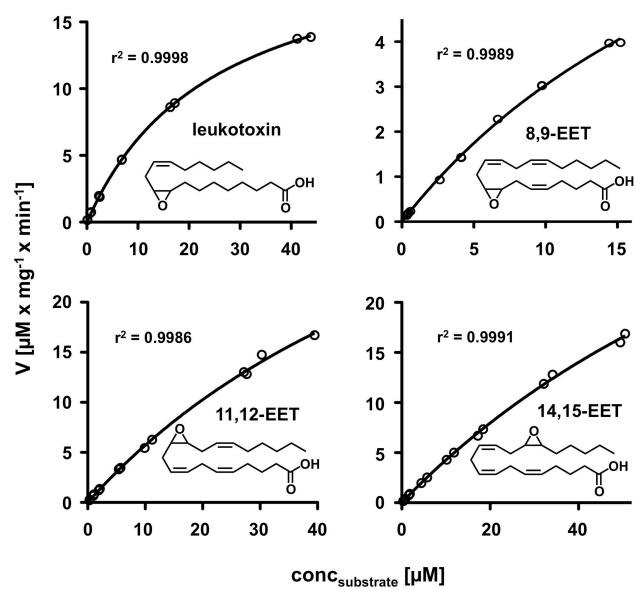 V [µM x mg⁻¹ x min⁻¹]
15
10
5
0
0 10 20 30 40
r² = 0.9998
leukotoxin
O
O
OH
4
3
2
1
0
0 5 10 15
r² = 0.9989
8,9-EET
O
O
OH
20
15
10
5
0
0 10 20 30 40
r² = 0.9986
11,12-EET
O
O
OH
20
15
10
5
0
0 20 40
r² = 0.9991
14,15-EET
O
O
OH
conc_substrate [µM]